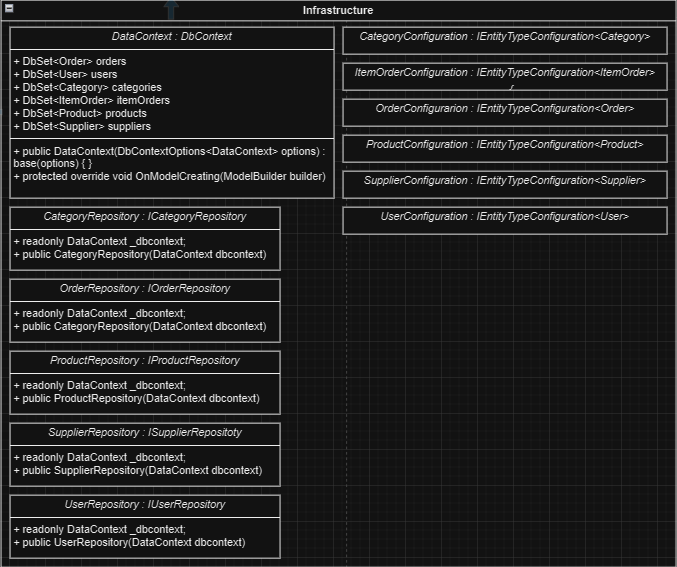 Infrastructure
DataContext : DbContext
+ DbSet<Order> orders
+ DbSet<User> users
+ DbSet<Category> categories
+ DbSet<ItemOrder> itemOrders
+ DbSet<Product> products
+ DbSet<Supplier> suppliers
+ public DataContext(DbContextOptions<DataContext> options) :
base(options) { }
+ protected override void OnModelCreating(ModelBuilder builder)
CategoryRepository : ICategoryRepository
+ readonly DataContext _dbcontext;
+ public CategoryRepository(DataContext dbcontext)
OrderRepository : IOrderRepository
+ readonly DataContext _dbcontext;
+ public CategoryRepository(DataContext dbcontext)
ProductRepository : IProductRepository
+ readonly DataContext _dbcontext;
+ public ProductRepository(DataContext dbcontext)
SupplierRepository : ISupplierRepositoty
+ readonly DataContext _dbcontext;
+ public SupplierRepository(DataContext dbcontext)
UserRepository : IUserRepository
+ readonly DataContext _dbcontext;
+ public UserRepository(DataContext dbcontext)
CategoryConfiguration : IEntityTypeConfiguration<Category>
ItemOrderConfiguration : IEntityTypeConfiguration<ItemOrder>
OrderConfigurarion : IEntityTypeConfiguration<Order>
ProductConfiguration : IEntityTypeConfiguration<Product>
SupplierConfiguration : IEntityTypeConfiguration<Supplier>
UserConfiguration : IEntityTypeConfiguration<User>